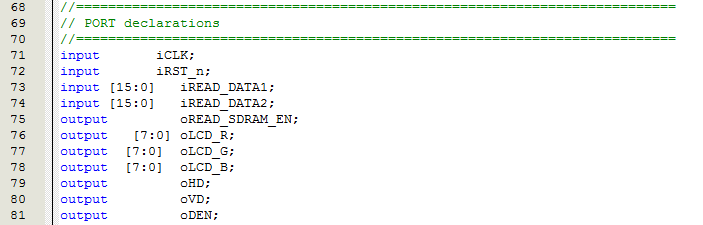 68 //===========================================================================
69 // PORT declarations
70 //===========================================================================
71 input iCLK;
72 input iRST_n;
73 input [15:0] iREAD_DATA1;
74 input [15:0] iREAD_DATA2;
75 output oREAD_SDRAM_EN;
76 output [7:0] oLCD_R;
77 output [7:0] oLCD_G;
78 output [7:0] oLCD_B;
79 output oHD;
80 output oVD;
81 output oDEN;